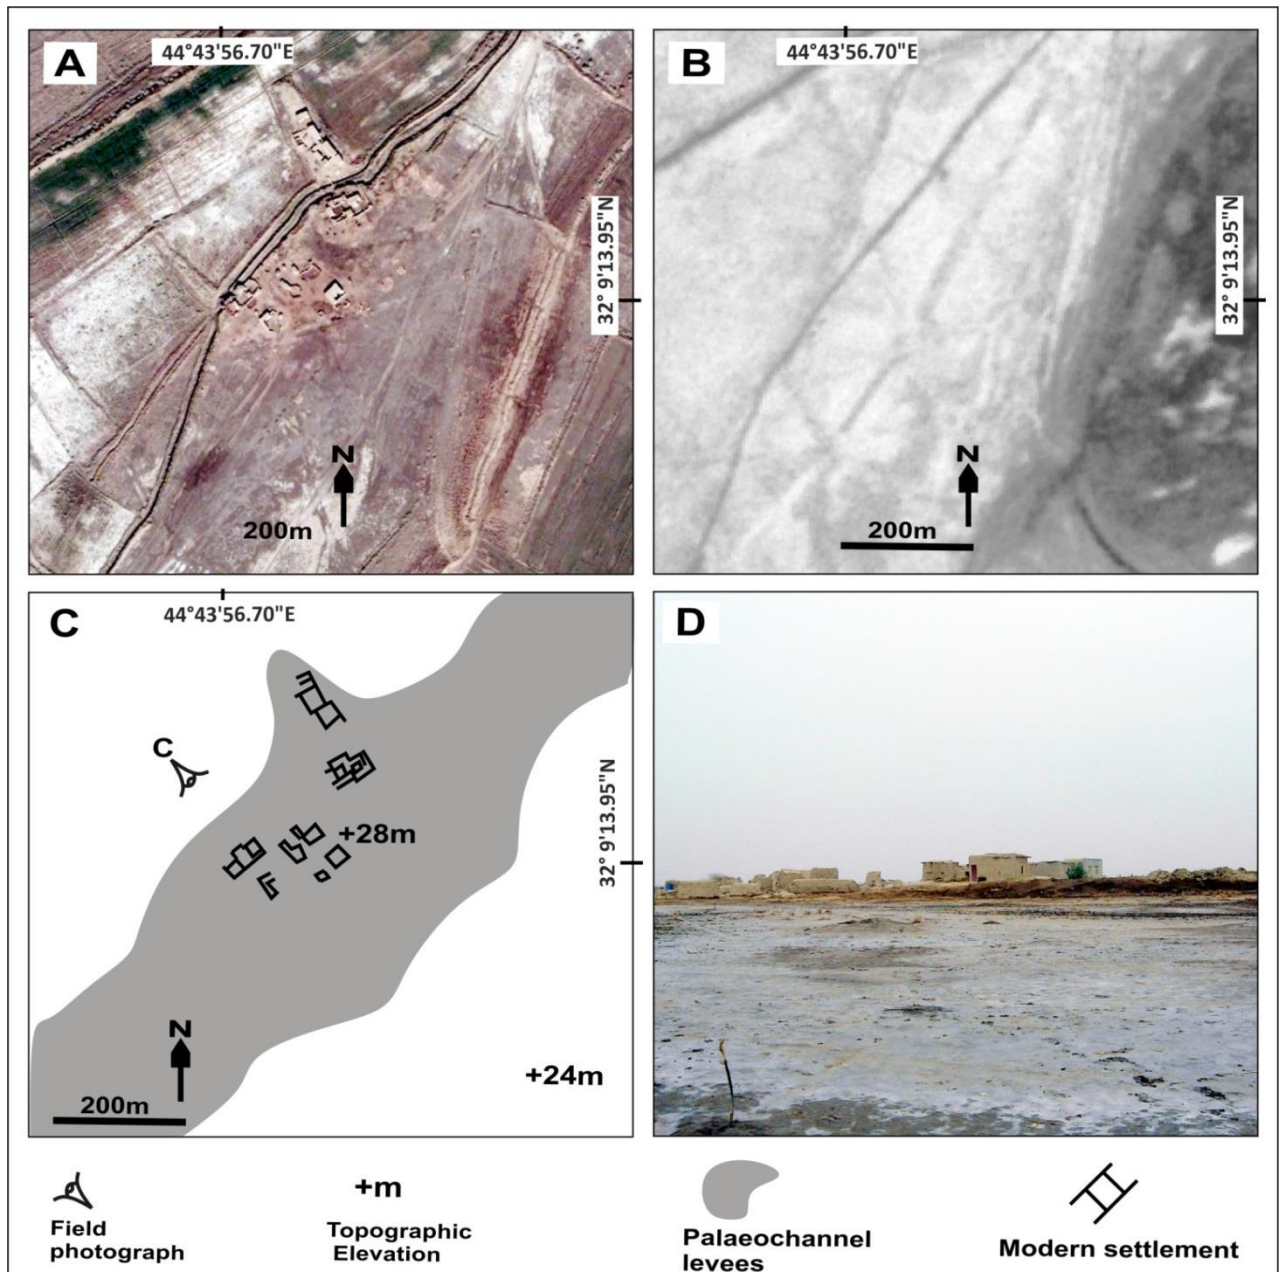 A
44°43'56.70"E
32° 9'13.95"N
N
200m
B
44°43'56.70"E
32° 9'13.95"N
N
200m
C
44°43'56.70"E
C
+28m
32° 9'13.95"N
N
200m
+24m
D
Field
photograph
+m
Topographic
Elevation
Palaeochannel
levees
Modern settlement